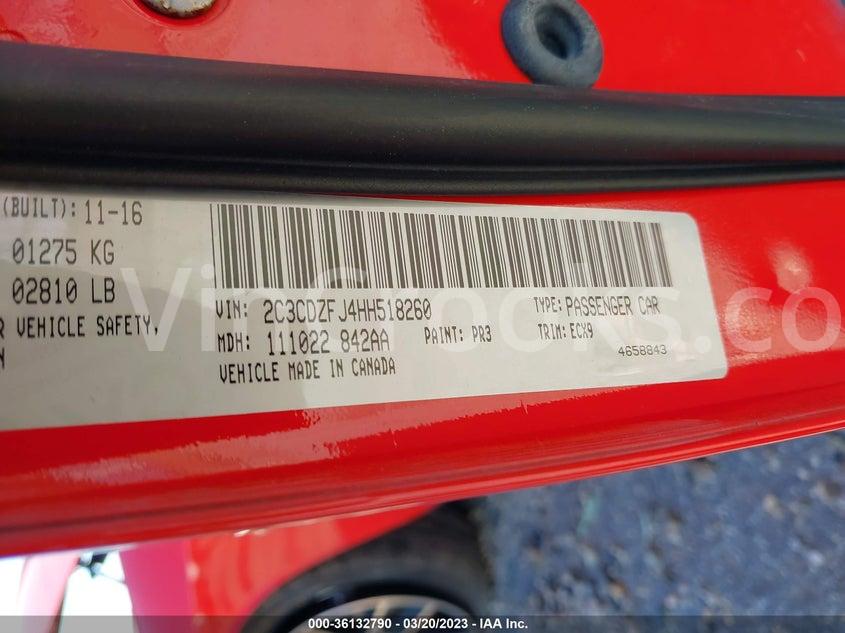 (BUILT): 11-16
01275 KG
02810 LB
VEHICLE SAFETY,
N
VIN: 2C3CDZFJ4HH518260 TYPE: PASSENGER CAR
MDH: 111022 842AA PAINT: PR3 TRIM: ECX9
VEHICLE MADE IN CANADA 4658843
000-36132790 - 03/20/2023 - IAA Inc.